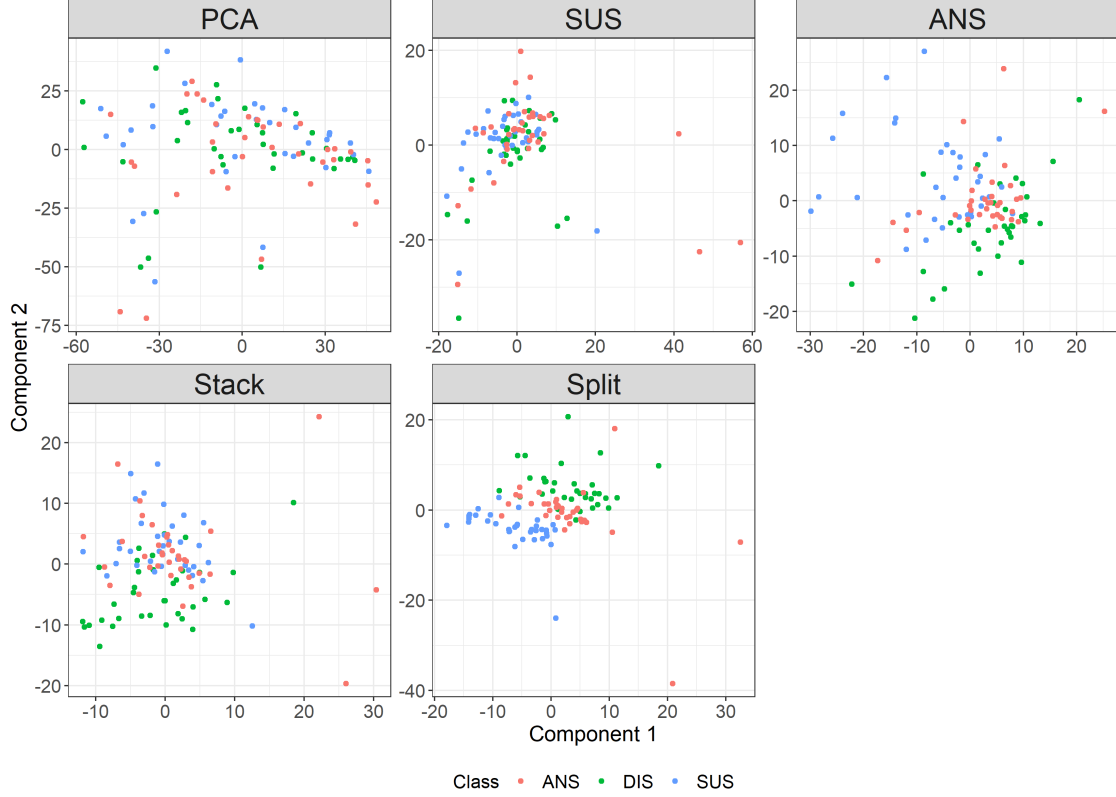 PCA SUS ANS
25
0
-25
-50
-75
-60 -30 0 30
20
0
-20
-20 0 20 40 60
20
10
0
-10
-20
-30 -20 -10 0 10 20
Component 2
Stack Split
20
10
0
-10
-20
-10 0 10 20 30
20
0
-20
-40
-20 -10 0 10 20 30
Component 1
Class ANS DIS SUS